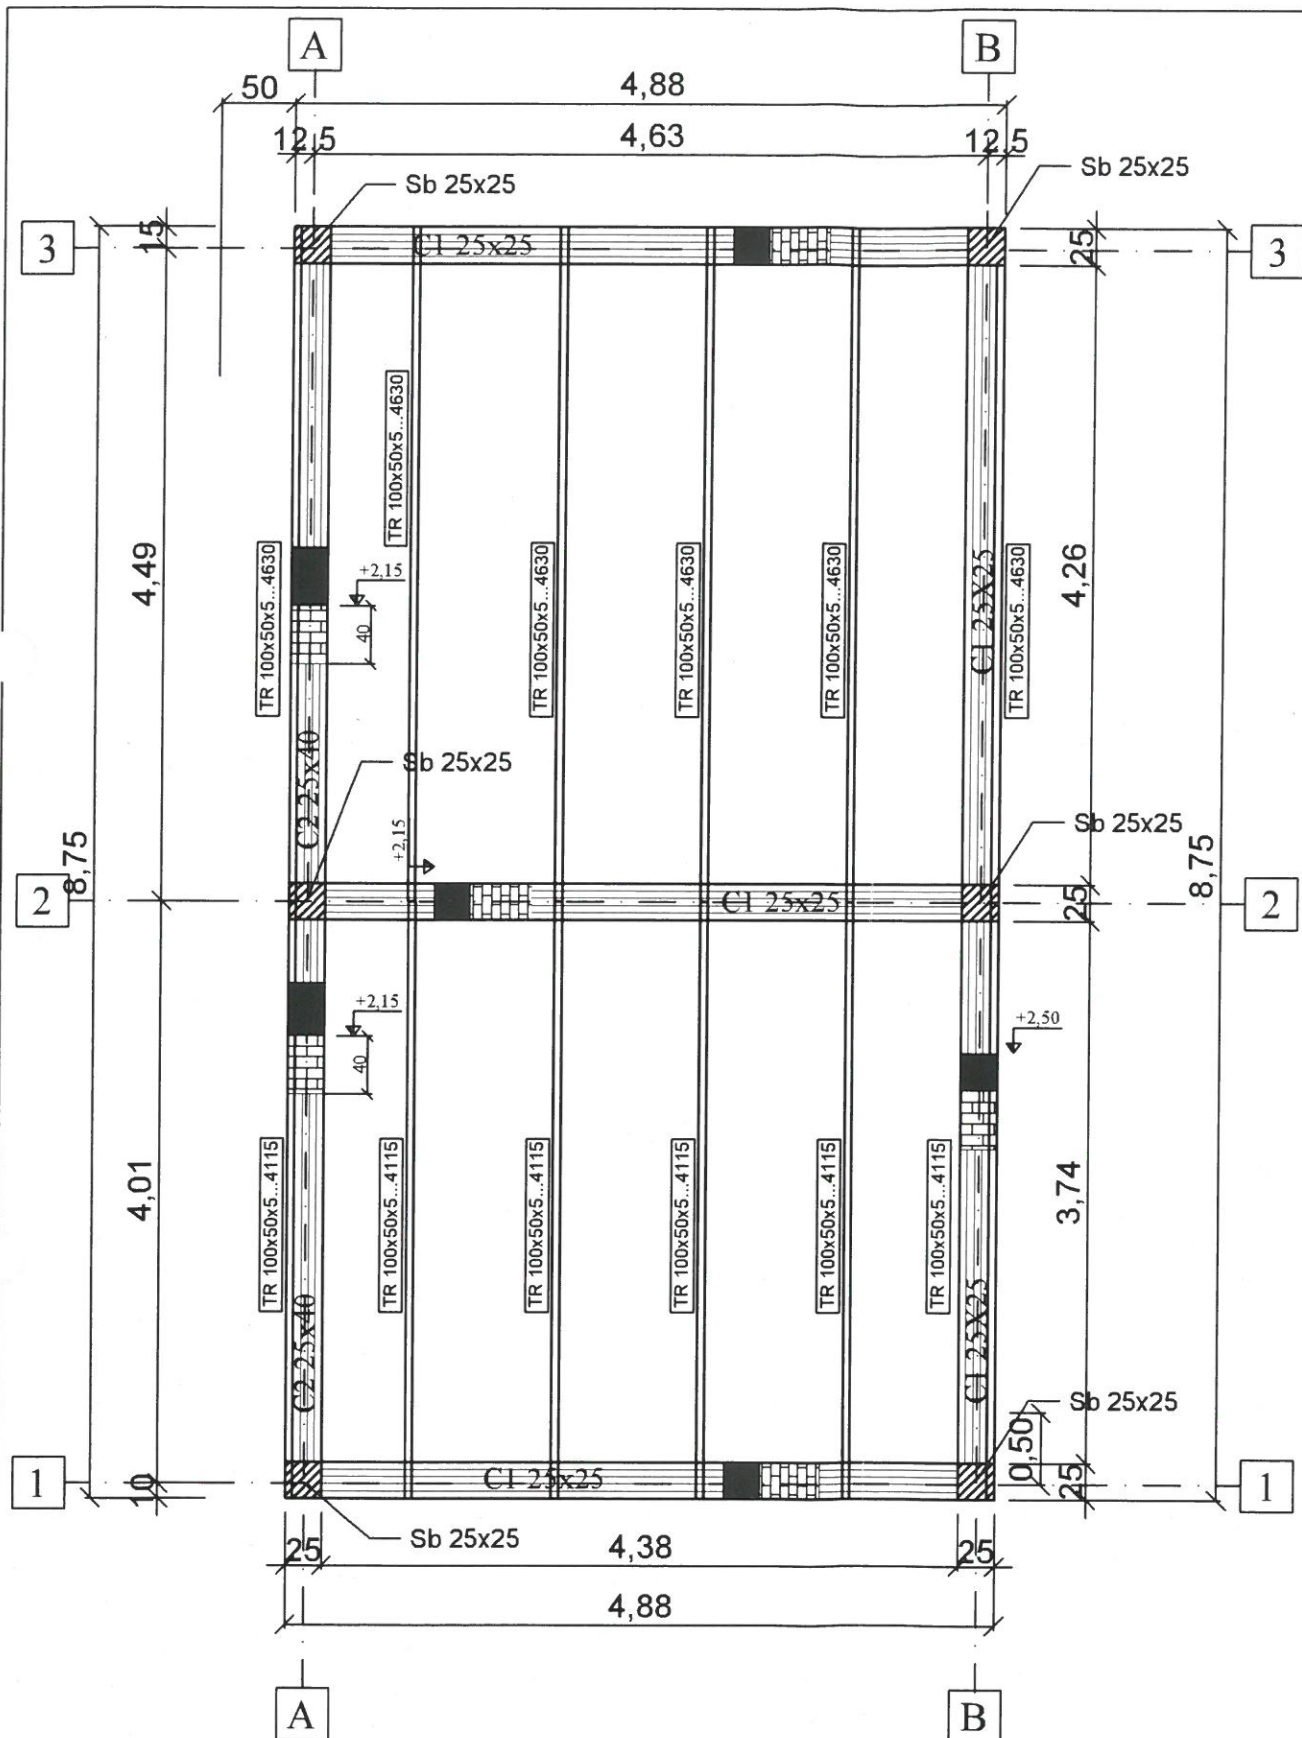 A
B
50
4,88
12,5
4,63
12,5
Sb 25x25
Sb 25x25
3
15
C1 25x25
25
3
TR 100x50x5...4630
4,49
TR 100x50x5...4630
TR 100x50x5...4630
TR 100x50x5...4630
TR 100x50x5...4630
C1 25X25
TR 100x50x5...4630
4,26
+2,15
40
C2 25x40
Sb 25x25
+2,15
Sb 25x25
8,75
8,75
2
C1 25x25
25
2
+2,15
40
+2,50
4,01
TR 100x50x5...4115
TR 100x50x5...4115
TR 100x50x5...4115
TR 100x50x5...4115
TR 100x50x5...4115
TR 100x50x5...4115
3,74
C2 25x40
C1 25X25
Sb 25x25
0,50
1
10
C1 25x25
25
1
Sb 25x25
25
4,38
25
4,88
A
B